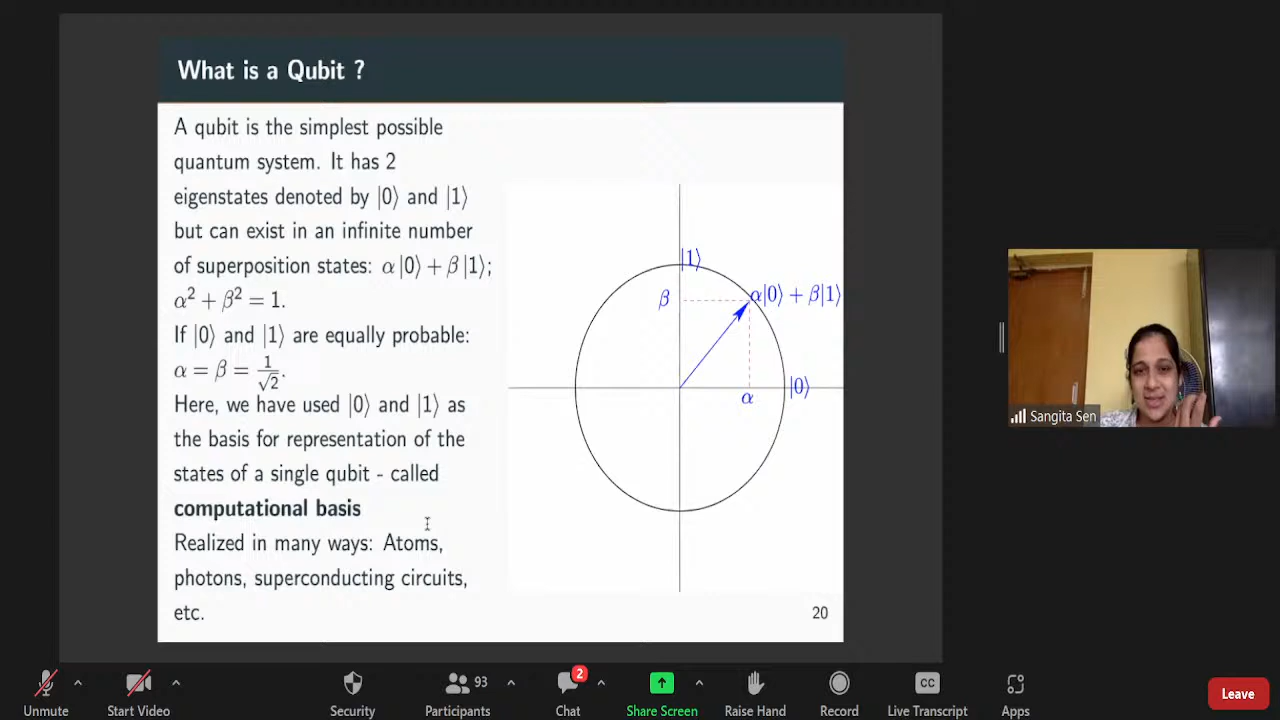 What is a Qubit ?
A qubit is the simplest possible
quantum system. It has 2
eigenstates denoted by |0⟩ and |1⟩
but can exist in an infinite number
of superposition states: α|0⟩ + β|1⟩;
α² + β² = 1.
If |0⟩ and |1⟩ are equally probable:
α = β = 1/√2.
Here, we have used |0⟩ and |1⟩ as
the basis for representation of the
states of a single qubit - called
computational basis
Realized in many ways: Atoms,
photons, superconducting circuits,
etc.
|1⟩
β
α|0⟩ + β|1⟩
|0⟩
α
20
Sangita Sen
Unmute
Start Video
Security
93
Participants
2
Chat
Share Screen
Raise Hand
Record
CC
Live Transcript
Apps
Leave